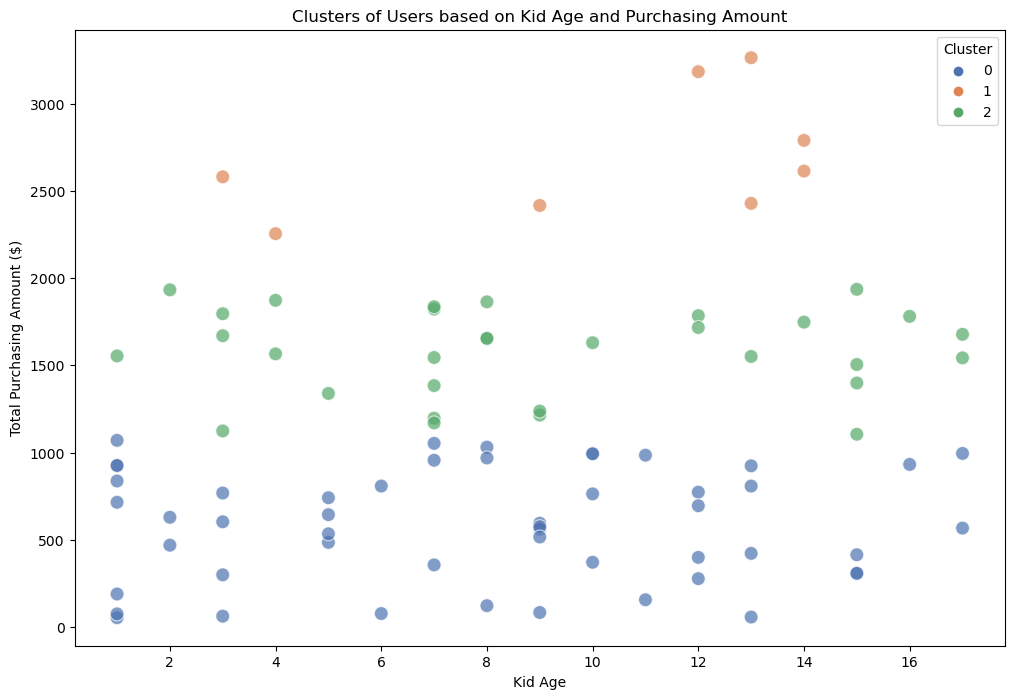 Clusters of Users based on Kid Age and Purchasing Amount
Cluster
0
1
2
Total Purchasing Amount ($)
3000
2500
2000
1500
1000
500
0
2 4 6 8 10 12 14 16
Kid Age